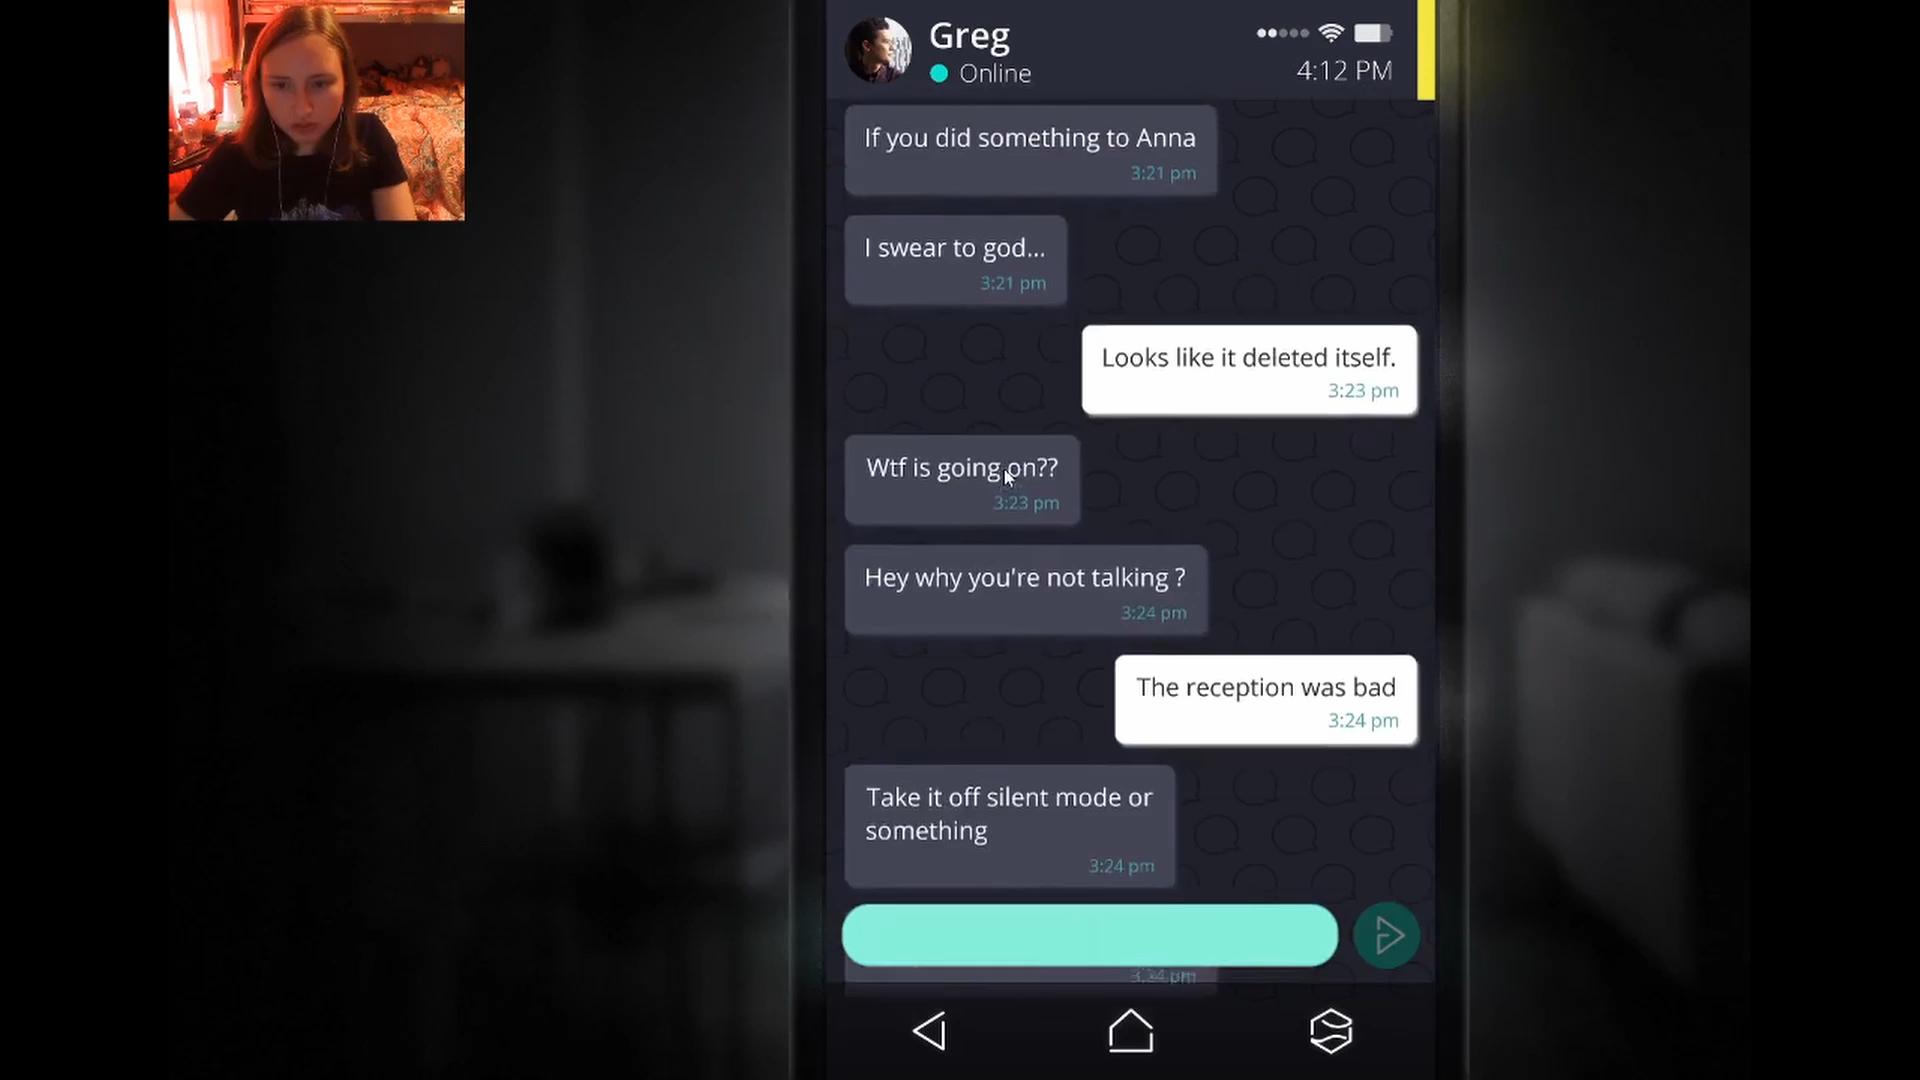 Greg
Online
4:12 PM
If you did something to Anna
3:21 pm
I swear to god...
3:21 pm
Looks like it deleted itself.
3:23 pm
Wtf is going on??
3:23 pm
Hey why you're not talking ?
3:24 pm
The reception was bad
3:24 pm
Take it off silent mode or
something
3:24 pm
3:24 pm